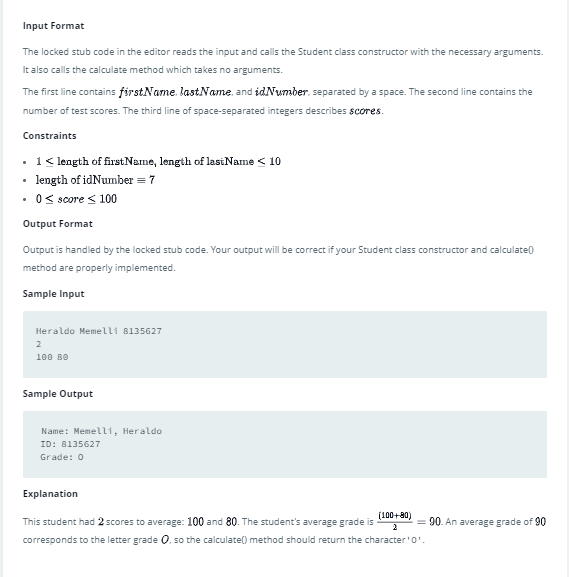 Input Format
The locked stub code in the editor reads the input and calls the Student class constructor with the necessary arguments.
It also calls the calculate method which takes no arguments.
The first line contains firstName, lastName, and idNumber, separated by a space. The second line contains the
number of test scores. The third line of space-separated integers describes scores.
Constraints
• 1 ≤ length of firstName, length of lastName ≤ 10
• length of idNumber = 7
• 0 ≤ score ≤ 100
Output Format
Output is handled by the locked stub code. Your output will be correct if your Student class constructor and calculate()
method are properly implemented.
Sample Input
Heraldo Memelli 8135627
2
100 80
Sample Output
Name: Memelli, Heraldo
ID: 8135627
Grade: O
Explanation
This student had 2 scores to average: 100 and 80. The student's average grade is (100+80)/2 = 90. An average grade of 90
corresponds to the letter grade O, so the calculate() method should return the character'O'.